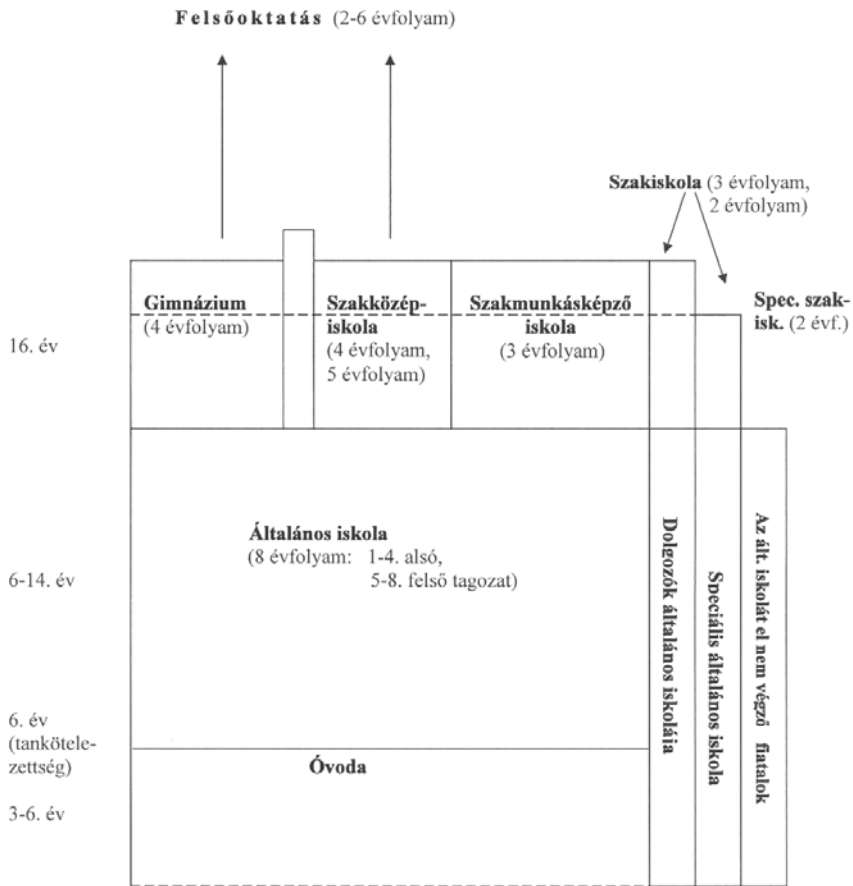 Felsőoktatás (2-6 évfolyam)
Szakiskola (3 évfolyam,
2 évfolyam)
Gimnázium
(4 évfolyam)
Szakközép-
iskola
(4 évfolyam,
5 évfolyam)
Szakmunkásképző
iskola
(3 évfolyam)
Spec. szak-
isk. (2 évf.)
16. év
Általános iskola
(8 évfolyam: 1-4. alsó,
5-8. felső tagozat)
6-14. év
Dolgozók általános iskolája
Speciális általános iskola
Az ált. iskolát el nem végző fiatalok
6. év
(tankötele-
zettség)
Óvoda
3-6. év